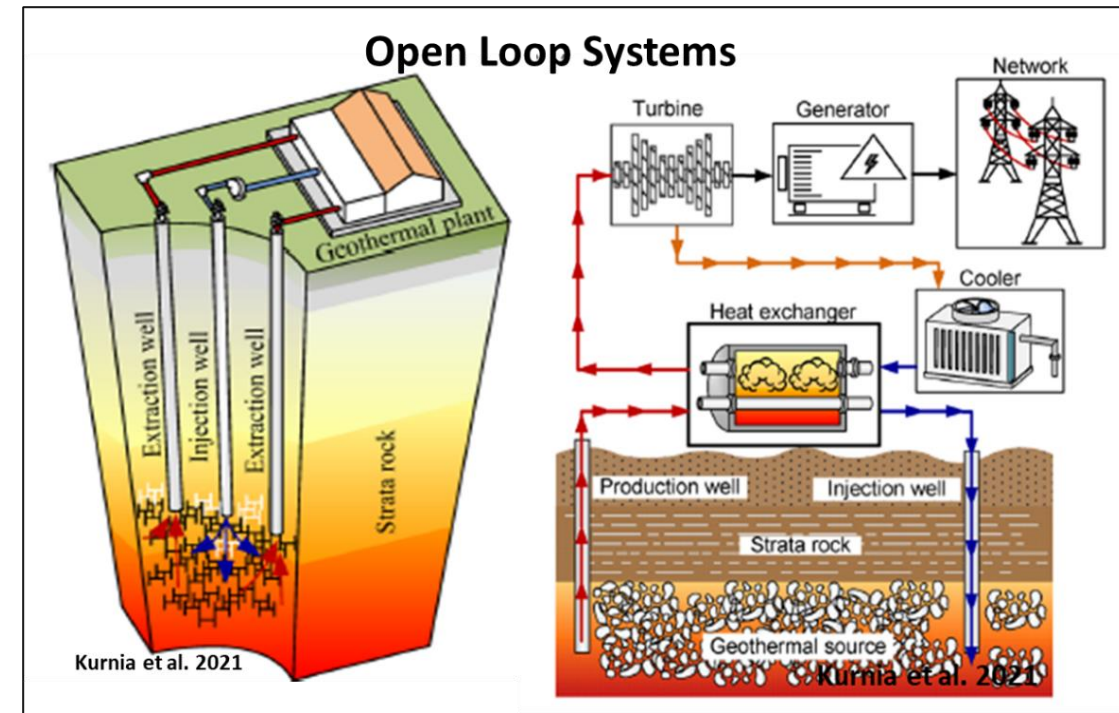 Open Loop Systems
Geothermal plant
Extraction well
Injection well
Extraction well
Strata rock
Kurnia et al. 2021
Network
Turbine
Generator
Cooler
Heat exchanger
Production well
Injection well
Strata rock
Geothermal source
Kurnia et al. 2021